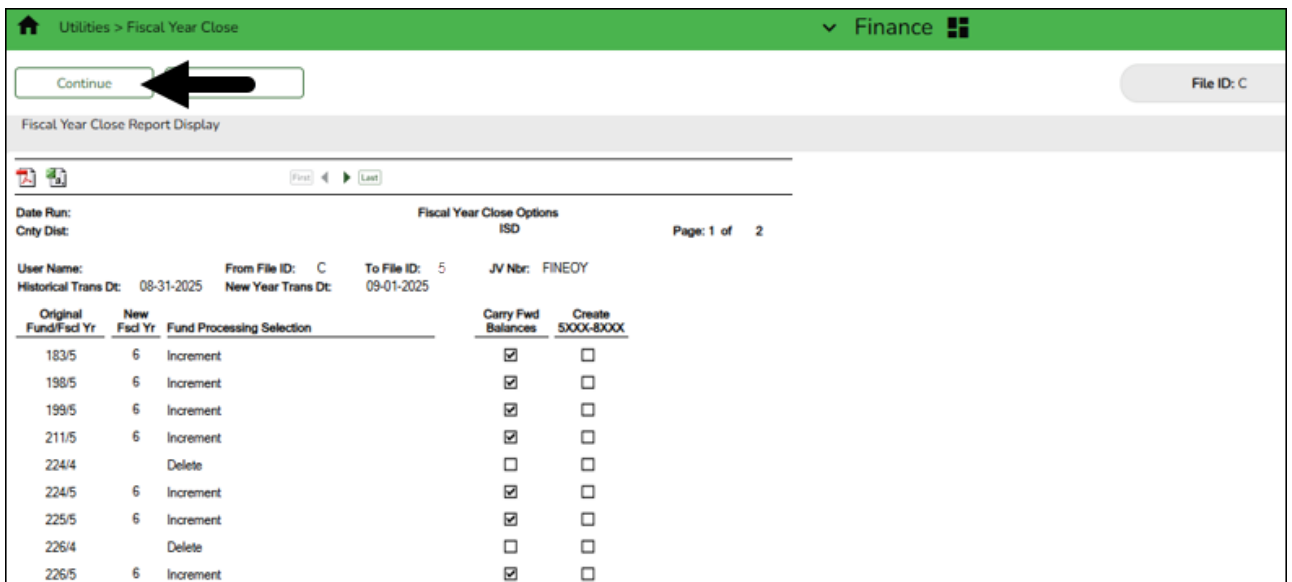 Utilities > Fiscal Year Close
Finance
Continue
File ID: C
Fiscal Year Close Report Display
First Last
Date Run: Fiscal Year Close Options
Cnty Dist: ISD Page: 1 of 2
User Name: From File ID: C To File ID: 5 JV Nbr: FINEOY
Historical Trans Dt: 08-31-2025 New Year Trans Dt: 09-01-2025
Original New Carry Fwd Create
Fund/Fscl Yr Fscl Yr Fund Processing Selection Balances 5XXX-8XXX
183/5 6 Increment
198/5 6 Increment
199/5 6 Increment
211/5 6 Increment
224/4 Delete
224/5 6 Increment
225/5 6 Increment
226/4 Delete
226/5 6 Increment